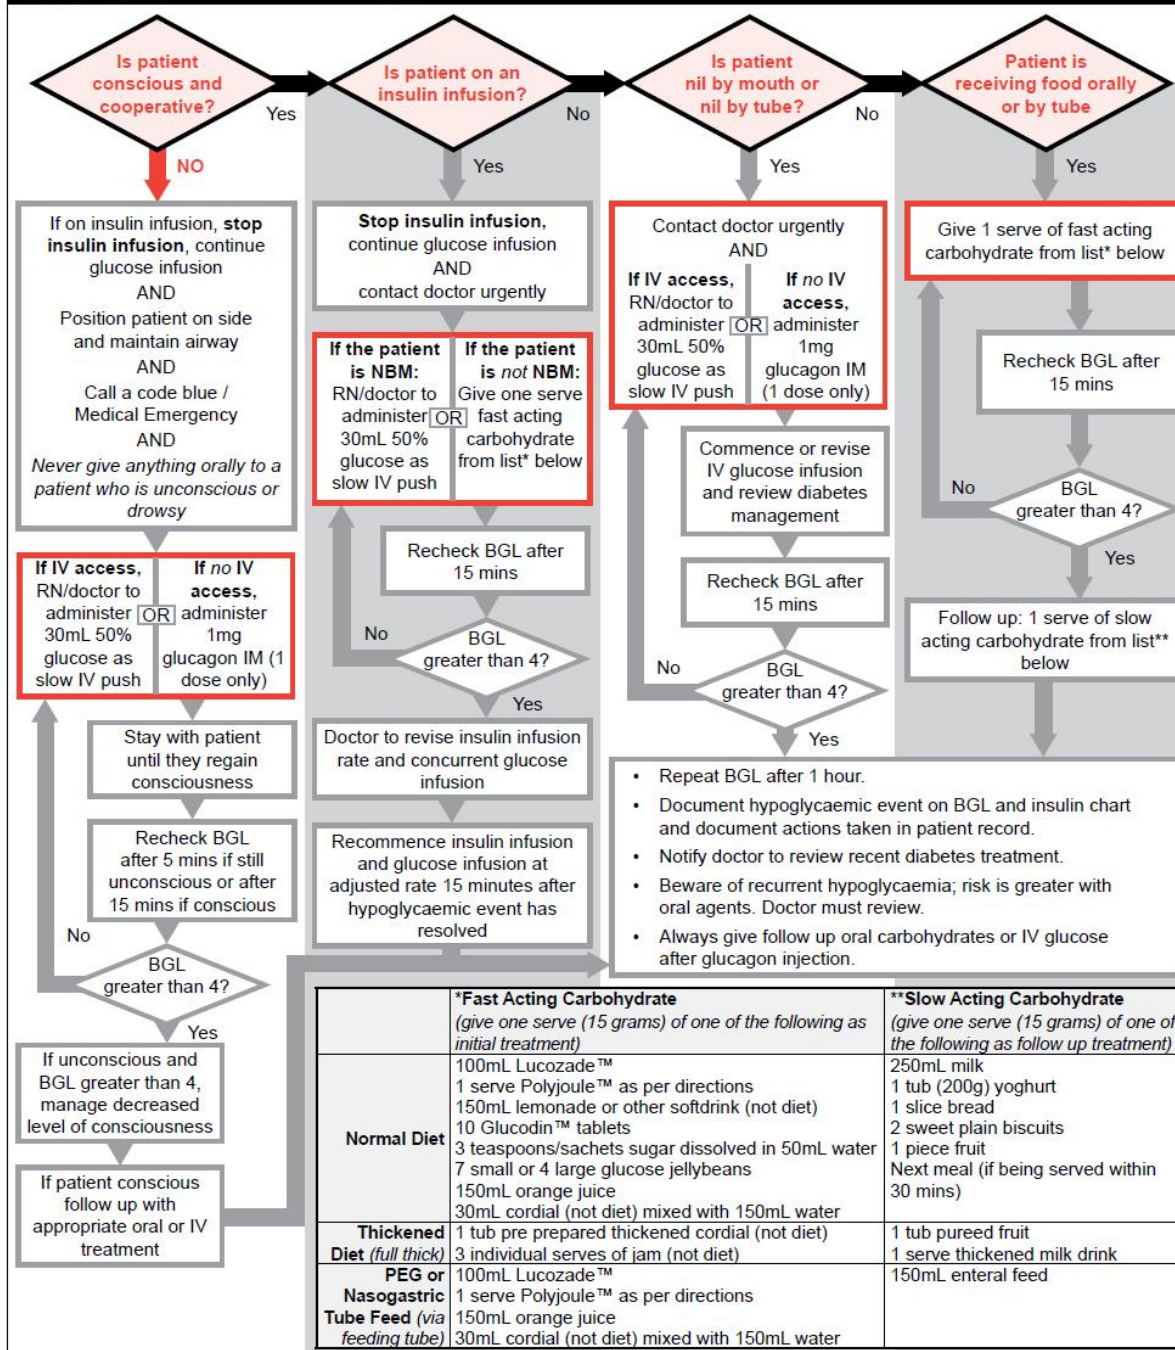 Is patient
conscious and
cooperative?
Yes
NO
If on insulin infusion, stop
insulin infusion, continue
glucose infusion
AND
Position patient on side
and maintain airway
AND
Call a code blue /
Medical Emergency
AND
Never give anything orally to a
patient who is unconscious or
drowsy
If IV access,
RN/doctor to
administer
30mL 50%
glucose as
slow IV push
OR
If no IV
access,
administer
1mg
glucagon IM (1
dose only)
Stay with patient
until they regain
consciousness
Recheck BGL
after 5 mins if still
unconscious or after
15 mins if conscious
No
BGL
greater than 4?
Yes
If unconscious and
BGL greater than 4,
manage decreased
level of consciousness
If patient conscious
follow up with
appropriate oral or IV
treatment
Is patient on an
insulin infusion?
No
Yes
Stop insulin infusion,
continue glucose infusion
AND
contact doctor urgently
If the patient
is NBM:
RN/doctor to
administer
30mL 50%
glucose as
slow IV push
OR
If the patient
is not NBM:
Give one serve
fast acting
carbohydrate
from list* below
Recheck BGL after
15 mins
No
BGL
greater than 4?
Yes
Doctor to revise insulin infusion
rate and concurrent glucose
infusion
Recommence insulin infusion
and glucose infusion at
adjusted rate 15 minutes after
hypoglycaemic event has
resolved
Is patient
nil by mouth or
nil by tube?
No
Yes
Contact doctor urgently
AND
If IV access,
RN/doctor to
administer
30mL 50%
glucose as
slow IV push
OR
If no IV
access,
administer
1mg
glucagon IM
(1 dose only)
Commence or revise
IV glucose infusion
and review diabetes
management
Recheck BGL after
15 mins
No
BGL
greater than 4?
Yes
Patient is
receiving food orally
or by tube
Yes
Give 1 serve of fast acting
carbohydrate from list* below
Recheck BGL after
15 mins
No
BGL
greater than 4?
Yes
Follow up: 1 serve of slow
acting carbohydrate from list**
below
• Repeat BGL after 1 hour.
• Document hypoglycaemic event on BGL and insulin chart
and document actions taken in patient record.
• Notify doctor to review recent diabetes treatment.
• Beware of recurrent hypoglycaemia; risk is greater with
oral agents. Doctor must review.
• Always give follow up oral carbohydrates or IV glucose
after glucagon injection.
*Fast Acting Carbohydrate
(give one serve (15 grams) of one of the following as
initial treatment)
**Slow Acting Carbohydrate
(give one serve (15 grams) of one of
the following as follow up treatment)
Normal Diet
100mL Lucozade™
1 serve Polyjoule™ as per directions
150mL lemonade or other softdrink (not diet)
10 Glucodin™ tablets
3 teaspoons/sachets sugar dissolved in 50mL water
7 small or 4 large glucose jellybeans
150mL orange juice
30mL cordial (not diet) mixed with 150mL water
250mL milk
1 tub (200g) yoghurt
1 slice bread
2 sweet plain biscuits
1 piece fruit
Next meal (if being served within
30 mins)
Thickened
Diet (full thick)
1 tub pre prepared thickened cordial (not diet)
3 individual serves of jam (not diet)
1 tub pureed fruit
1 serve thickened milk drink
PEG or
Nasogastric
Tube Feed (via
feeding tube)
100mL Lucozade™
1 serve Polyjoule™ as per directions
150mL orange juice
30mL cordial (not diet) mixed with 150mL water
150mL enteral feed